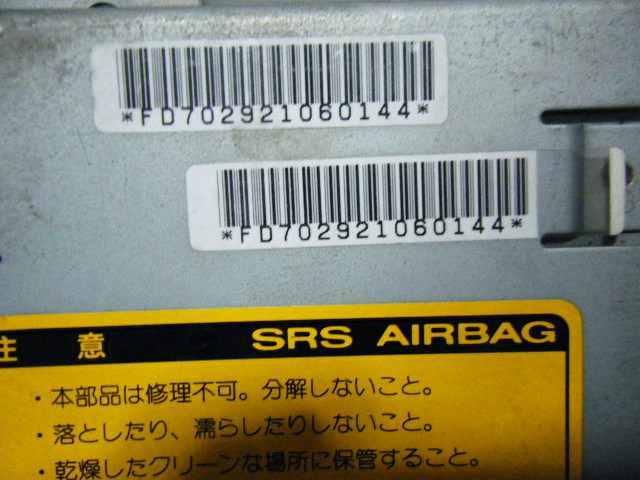 *FD702921060144*
*FD702921060144*
注 意 SRS AIRBAG
・本部品は修理不可。分解しないこと。
・落としたり、濡らしたりしないこと。
・乾燥したクリーンな場所に保管すること。